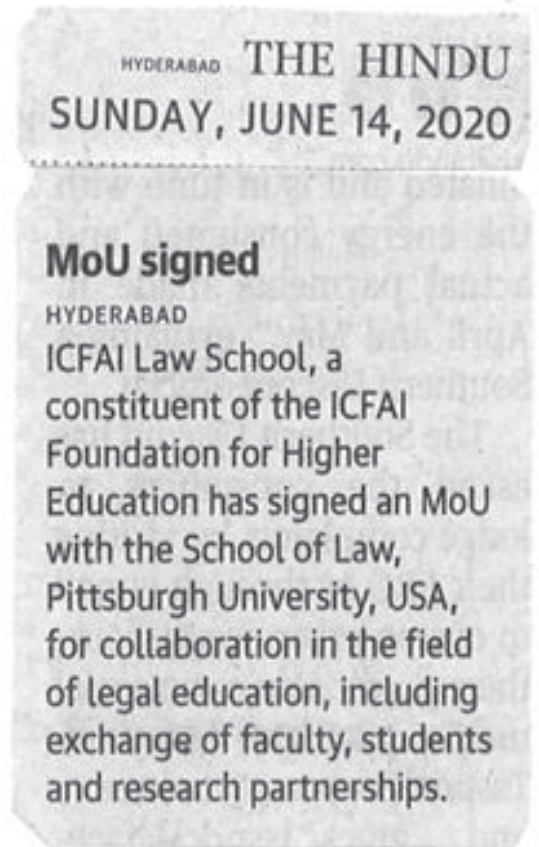 HYDERABAD THE HINDU
SUNDAY, JUNE 14, 2020
MoU signed
HYDERABAD
ICFAI Law School, a
constituent of the ICFAI
Foundation for Higher
Education has signed an MoU
with the School of Law,
Pittsburgh University, USA,
for collaboration in the field
of legal education, including
exchange of faculty, students
and research partnerships.